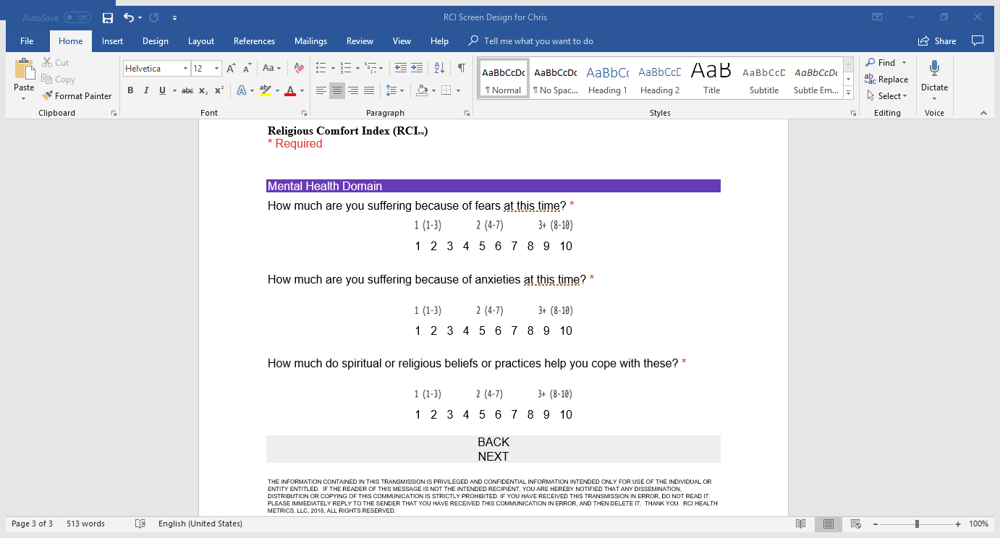 AutoSave Off RCI Screen Design for Chris
File Home Insert Design Layout References Mailings Review View Help Tell me what you want to do Share
Paste
Cut
Copy
Format Painter
Clipboard
Helvetica 12 Aa
B I U abc x₂ x² A ab A
Font
Paragraph
AaBbCcDc AaBbCcDc AaBbC( AaBbCcC AaB AaBbCcD AaBbCcDc
¶ Normal ¶ No Spac... Heading 1 Heading 2 Title Subtitle Subtle Em...
Styles
Find
Replace
Select
Editing
Dictate
Voice
Religious Comfort Index (RCI™)
* Required
Mental Health Domain
How much are you suffering because of fears at this time? *
1 (1-3) 2 (4-7) 3+ (8-10)
1 2 3 4 5 6 7 8 9 10
How much are you suffering because of anxieties at this time? *
1 (1-3) 2 (4-7) 3+ (8-10)
1 2 3 4 5 6 7 8 9 10
How much do spiritual or religious beliefs or practices help you cope with these? *
1 (1-3) 2 (4-7) 3+ (8-10)
1 2 3 4 5 6 7 8 9 10
BACK
NEXT
THE INFORMATION CONTAINED IN THIS TRANSMISSION IS PRIVILEGED AND CONFIDENTIAL INFORMATION INTENDED ONLY FOR USE OF THE INDIVIDUAL OR
ENTITY ENTITLED. IF THE READER OF THIS MESSAGE IS NOT THE INTENDED RECIPIENT, YOU ARE HEREBY NOTIFIED THAT ANY DISSEMINATION,
DISTRIBUTION OR COPYING OF THIS COMMUNICATION IS STRICTLY PROHIBITED. IF YOU HAVE RECEIVED THIS TRANSMISSION IN ERROR, DO NOT READ IT.
PLEASE IMMEDIATELY REPLY TO THE SENDER THAT YOU HAVE RECEIVED THIS COMMUNICATION IN ERROR, AND THEN DELETE IT. THANK YOU. RCI HEALTH
METRICS, LLC, 2018, ALL RIGHTS RESERVED.
Page 3 of 3 513 words English (United States) 100%